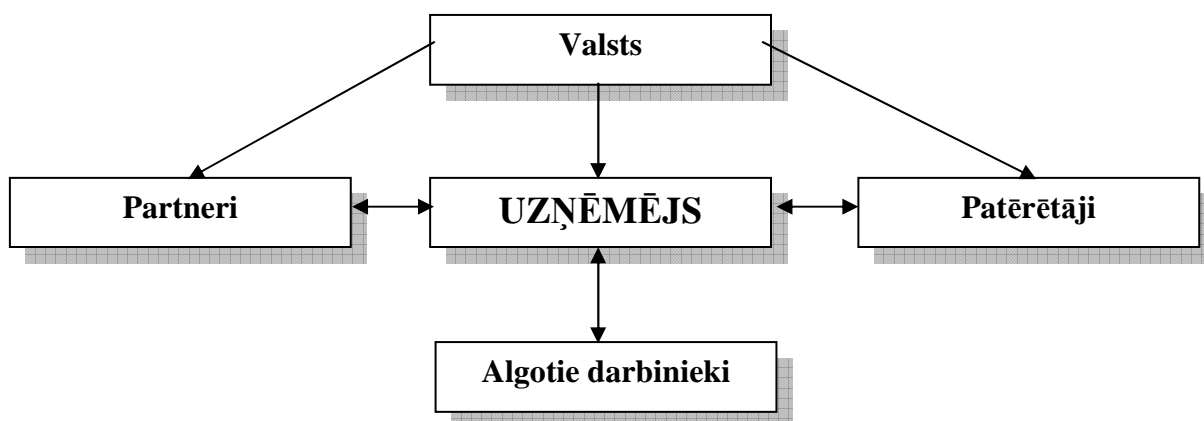 Valsts
Partneri
UZŅĒMĒJS
Patērētāji
Algotie darbinieki